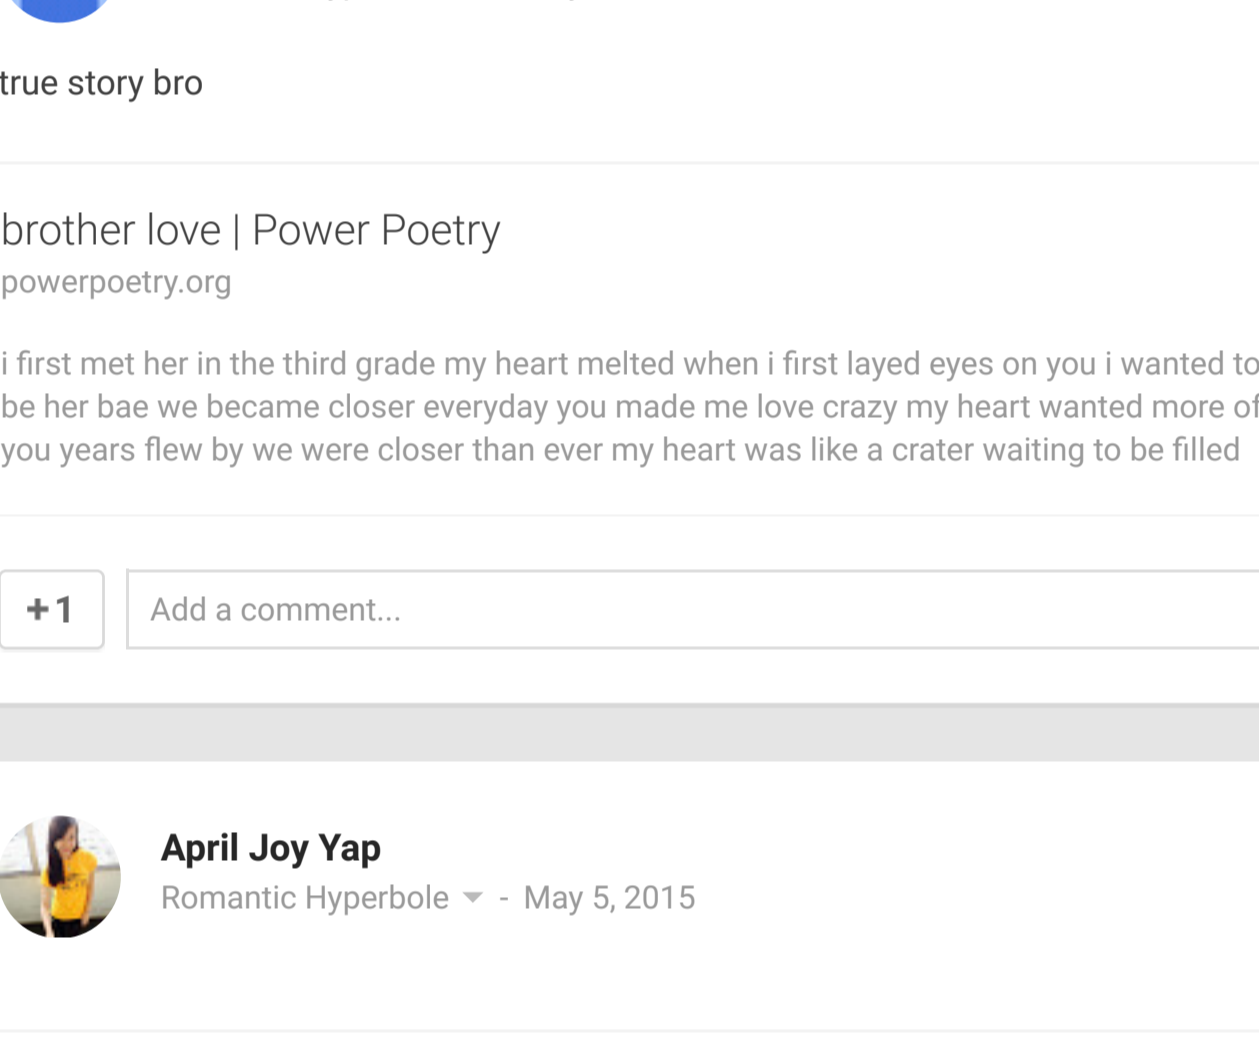 true story bro
brother love | Power Poetry
powerpoetry.org
i first met her in the third grade my heart melted when i first layed eyes on you i wanted to
be her bae we became closer everyday you made me love crazy my heart wanted more of
you years flew by we were closer than ever my heart was like a crater waiting to be filled
+1
Add a comment...
April Joy Yap
Romantic Hyperbole - May 5, 2015